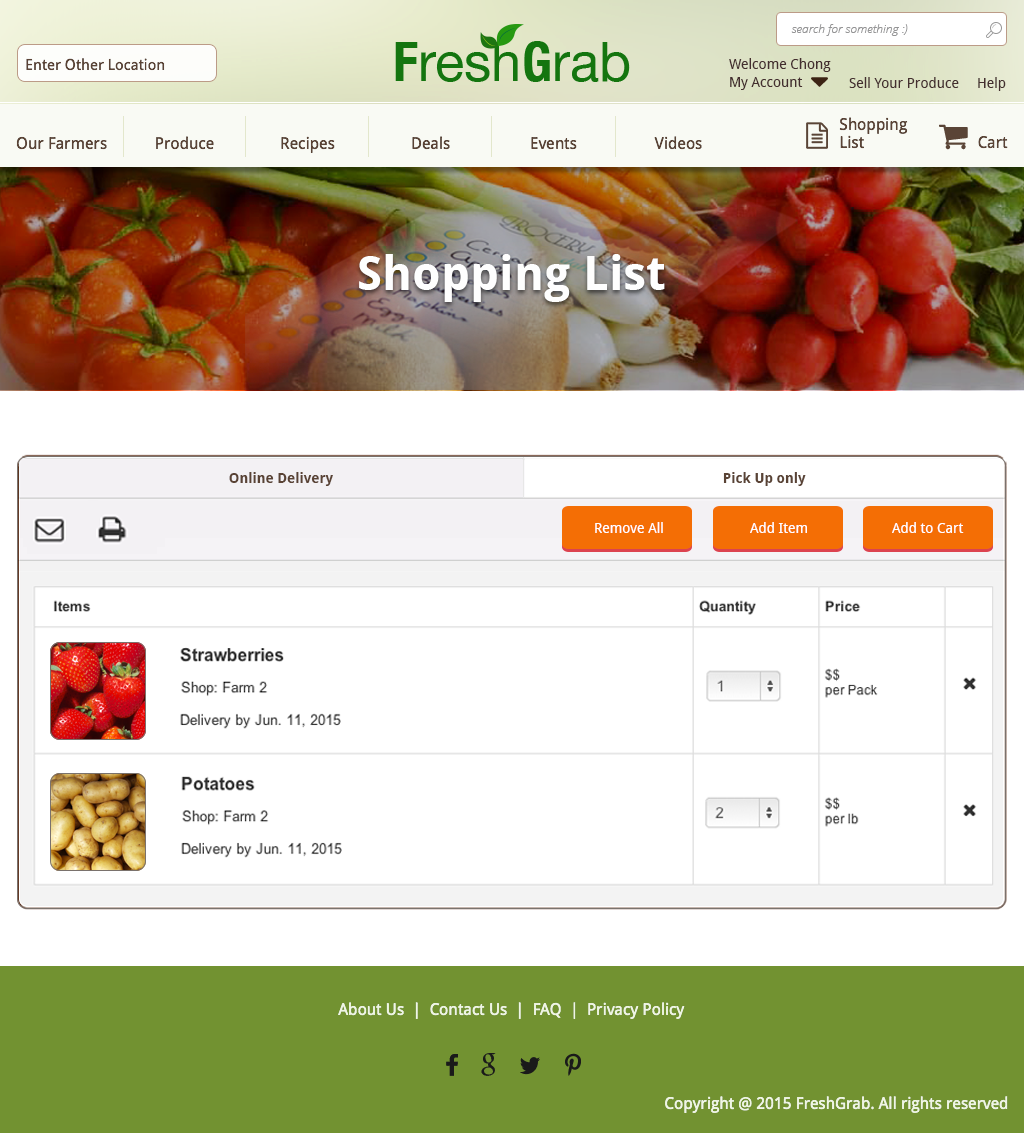 search for something :)
Enter Other Location
FreshGrab
Welcome Chong
My Account
Sell Your Produce
Help
Our Farmers
Produce
Recipes
Deals
Events
Videos
Shopping
List
Cart
GROCERY
Shopping List
Napkins
Eggs
Milk
Online Delivery
Pick Up only
Remove All
Add Item
Add to Cart
Items
Quantity
Price
Strawberries
Shop: Farm 2
Delivery by Jun. 11, 2015
1
$$
per Pack
Potatoes
Shop: Farm 2
Delivery by Jun. 11, 2015
2
$$
per lb
About Us | Contact Us | FAQ | Privacy Policy
Copyright @ 2015 FreshGrab. All rights reserved